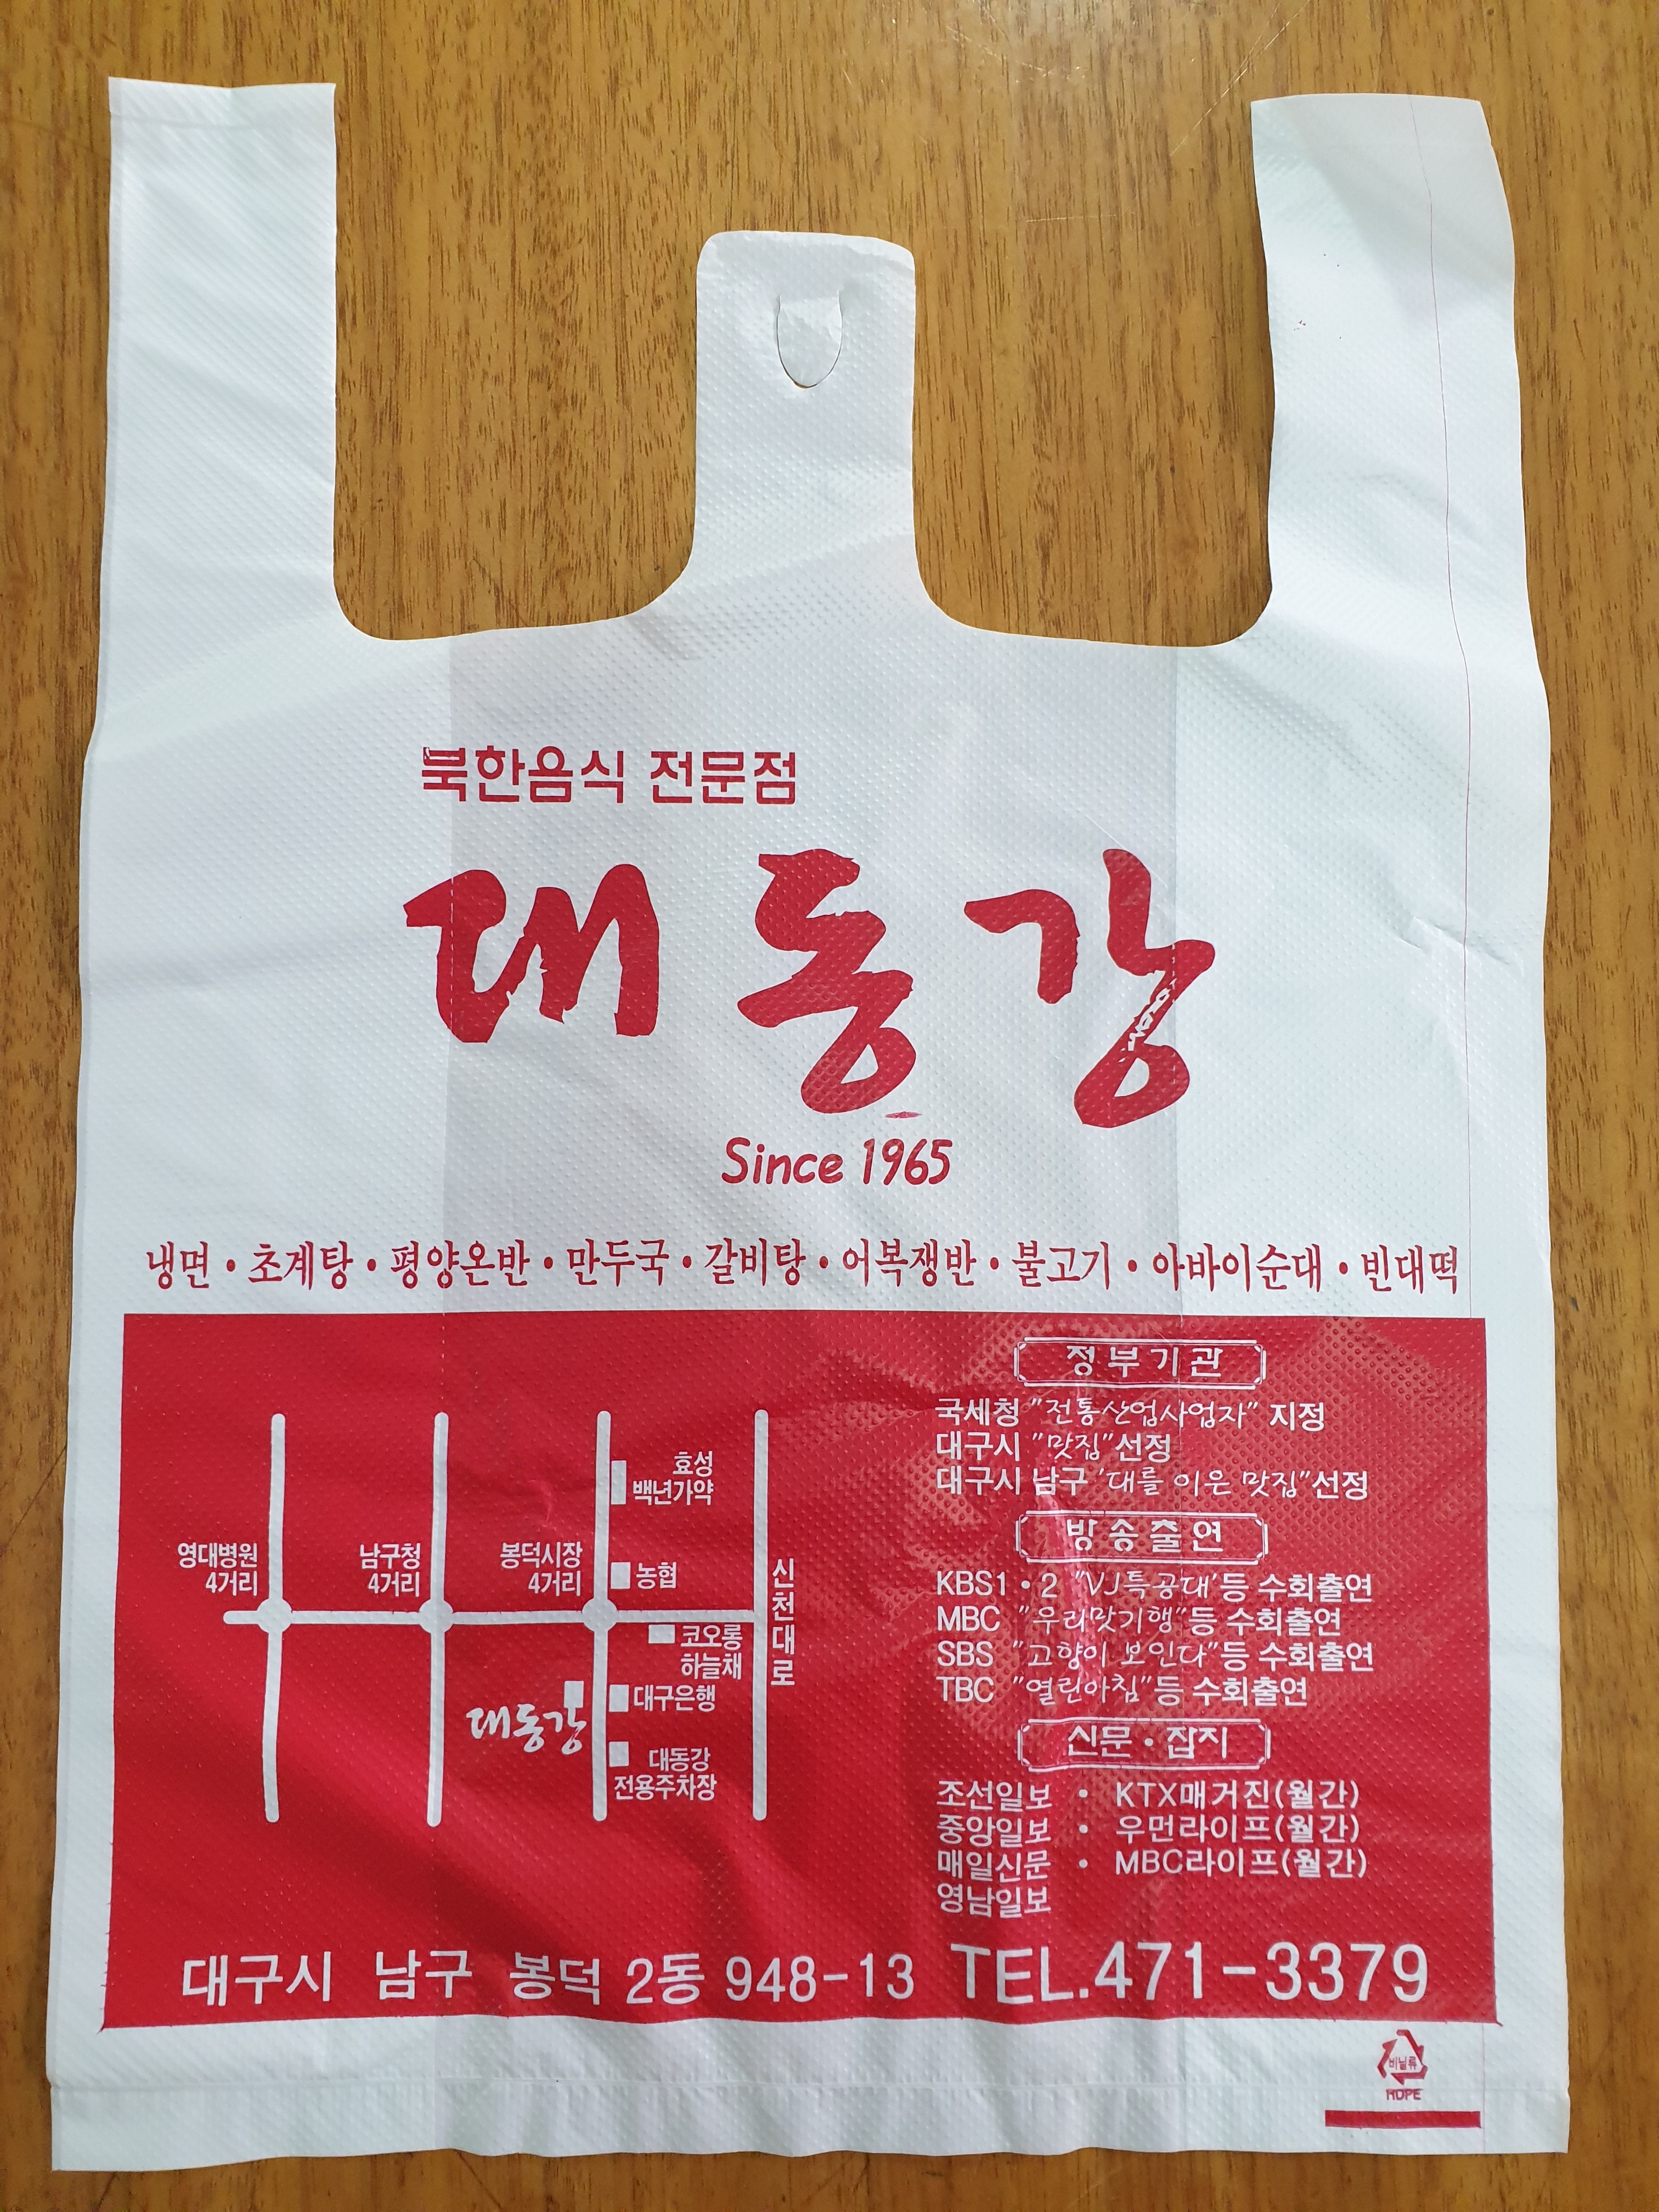 북한음식 전문점
대동강
Since 1965
냉면 · 초계탕 · 평양온반 · 만두국 · 갈비탕 · 어복쟁반 · 불고기 · 아바이순대 · 빈대떡
영대병원
4거리
남구청
4거리
봉덕시장
4거리
효성
백년가약
농협
코오롱
하늘채
대구은행
대동강
대동강
전용주차장
신천대로
정부기관
국세청 "전통산업사업자" 지정
대구시 "맛집"선정
대구시 남구 '대를 이은 맛집"선정
방송출연
KBS1 · 2 "VJ특공대'등 수회출연
MBC "우리맛기행"등 수회출연
SBS "고향이 보인다"등 수회출연
TBC "열린아침"등 수회출연
신문 · 잡지
조선일보 · KTX매거진(월간)
중앙일보 · 우먼라이프(월간)
매일신문 · MBC라이프(월간)
영남일보
대구시 남구 봉덕 2동 948-13 TEL.471-3379
비닐류
HDPE